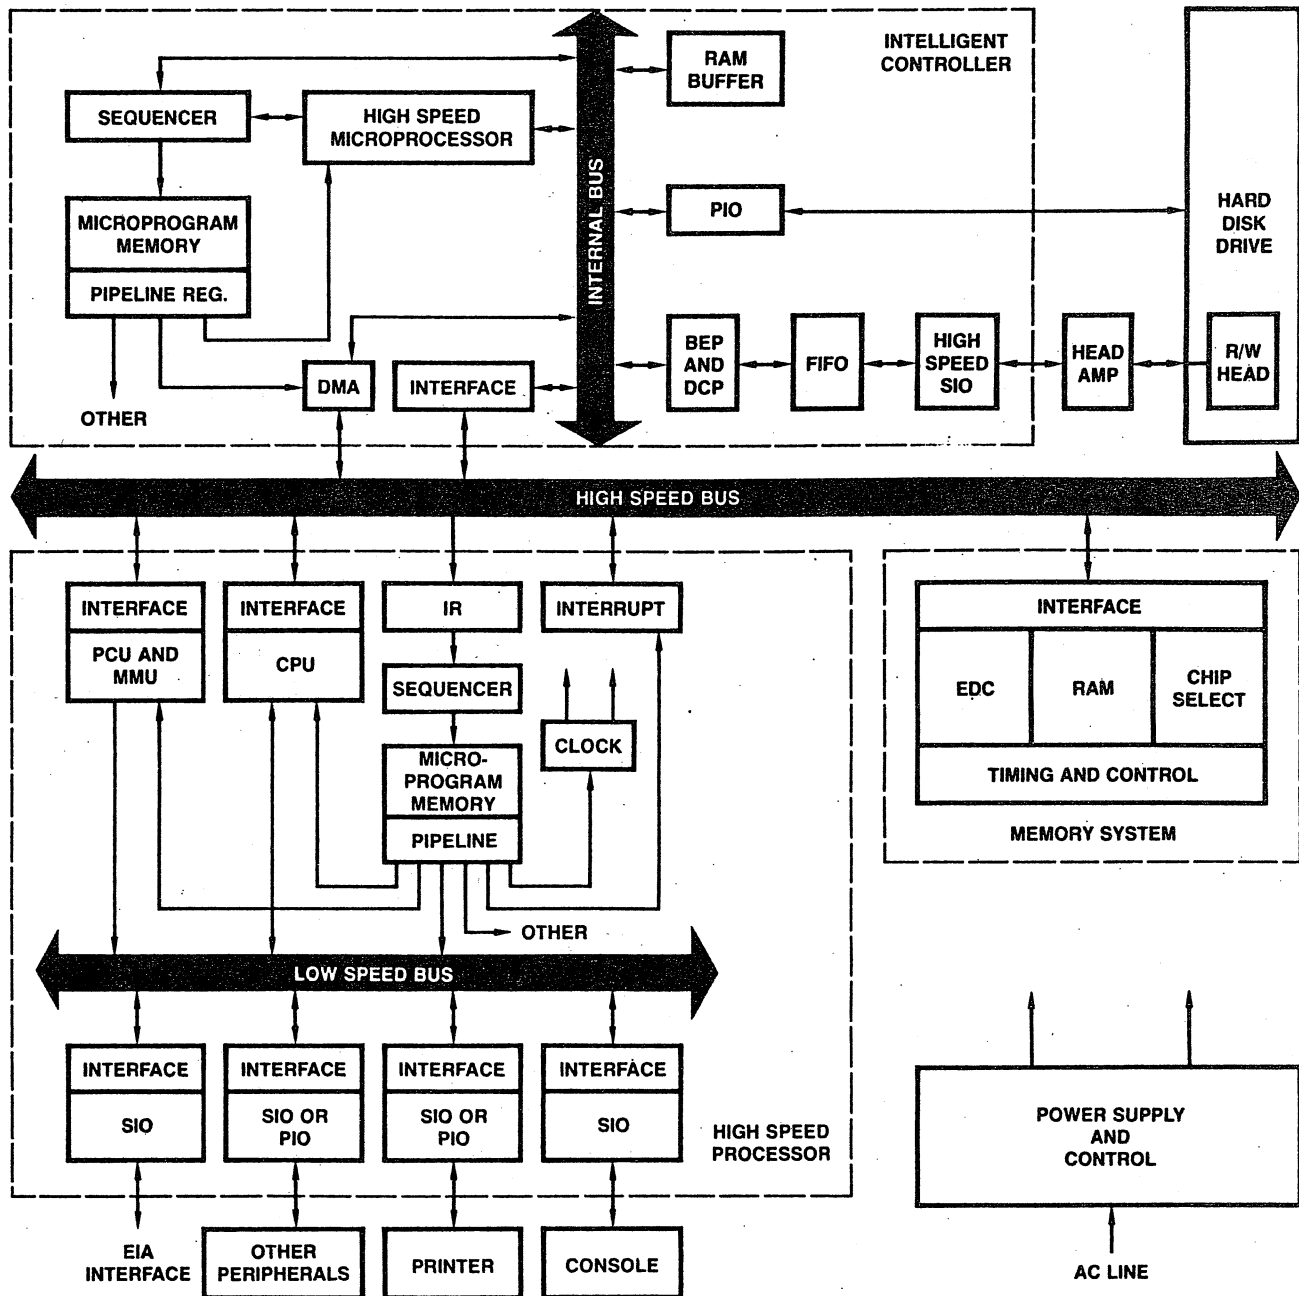 INTELLIGENT
CONTROLLER
RAM
BUFFER
SEQUENCER
HIGH SPEED
MICROPROCESSOR
INTERNAL BUS
MICROPROGRAM
MEMORY
PIPELINE REG.
PIO
HARD
DISK
DRIVE
DMA
INTERFACE
OTHER
BEP
AND
DCP
FIFO
HIGH
SPEED
SIO
HEAD
AMP
R/W
HEAD
HIGH SPEED BUS
INTERFACE
PCU AND
MMU
INTERFACE
CPU
IR
SEQUENCER
MICRO-
PROGRAM
MEMORY
PIPELINE
INTERRUPT
CLOCK
OTHER
INTERFACE
EDC
RAM
CHIP
SELECT
TIMING AND CONTROL
MEMORY SYSTEM
LOW SPEED BUS
INTERFACE
SIO
INTERFACE
SIO OR
PIO
INTERFACE
SIO OR
PIO
INTERFACE
SIO
HIGH SPEED
PROCESSOR
EIA
INTERFACE
OTHER
PERIPHERALS
PRINTER
CONSOLE
POWER SUPPLY
AND
CONTROL
AC LINE